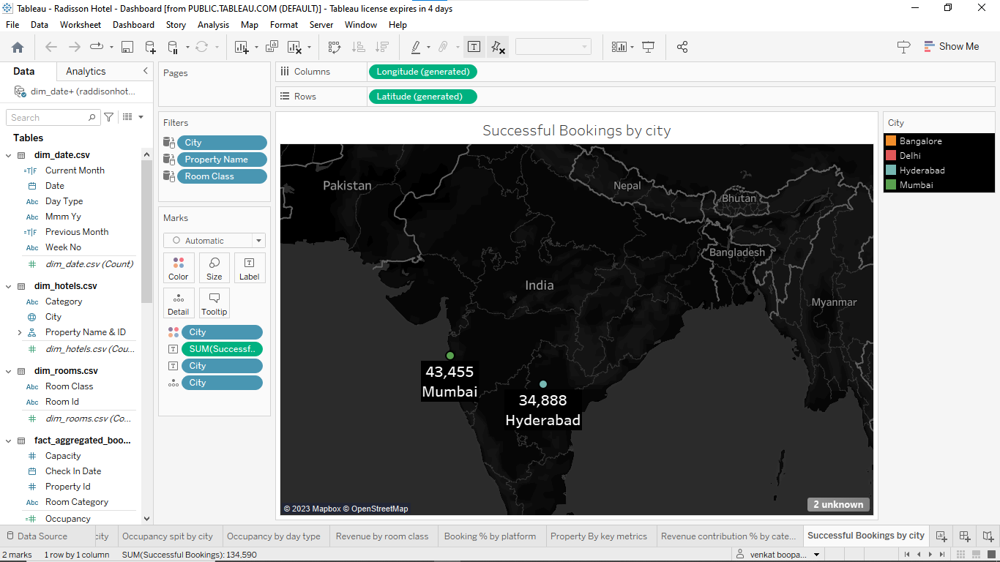 Tableau - Radisson Hotel - Dashboard [from PUBLIC.TABLEAU.COM (DEFAULT)] - Tableau license expires in 4 days
File Data Worksheet Dashboard Story Analysis Map Format Server Window Help
Show Me
Data Analytics
dim_date+ (raddisonhot...
Search
Tables
dim_date.csv
=T|F Current Month
Date
Abc Day Type
Abc Mmm Yy
=T|F Previous Month
Abc Week No
# dim_date.csv (Count)
dim_hotels.csv
Abc Category
City
Property Name & ID
# dim_hotels.csv (Cou...
dim_rooms.csv
Abc Room Class
Abc Room Id
# dim_rooms.csv (Co...
fact_aggregated_boo...
# Capacity
Check In Date
# Property Id
Abc Room Category
=# Occupancy
Pages
Filters
City
Property Name
Room Class
Marks
Automatic
Color Size T Label
Detail Tooltip
City
T SUM(Successf..
T City
City
Columns Longitude (generated)
Rows Latitude (generated)
Successful Bookings by city
Pakistan
Nepal
Bhutan
Bangladesh
India
Myanmar
43,455
Mumbai
34,888
Hyderabad
© 2023 Mapbox © OpenStreetMap
2 unknown
City
Bangalore
Delhi
Hyderabad
Mumbai
Data Source city Occupancy spit by city Occupancy by day type Revenue by room class Booking % by platform Property By key metrics Revenue contribution % by cate... Successful Bookings by city
2 marks 1 row by 1 column SUM(Successful Bookings): 134,590 venkat boopa...